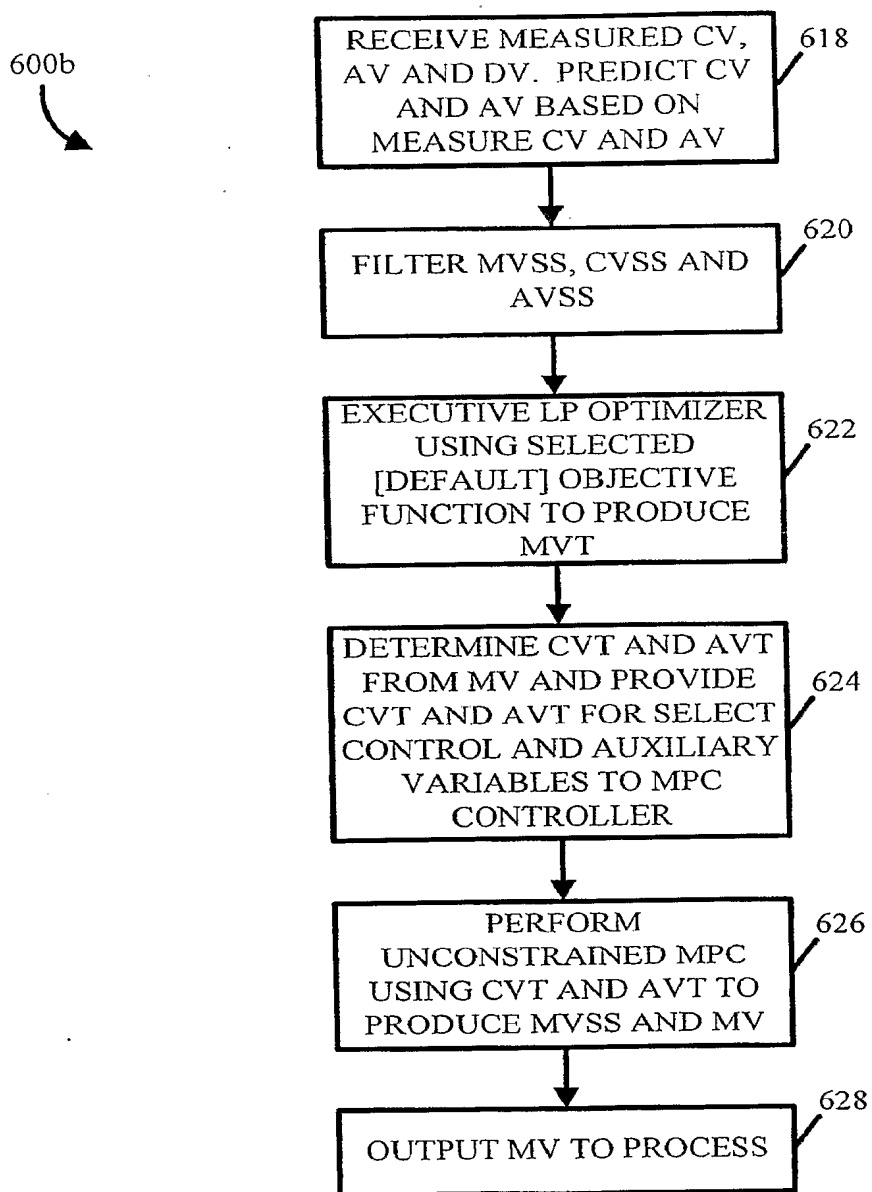 600b
RECEIVE MEASURED CV,
AV AND DV. PREDICT CV
AND AV BASED ON
MEASURE CV AND AV
618
FILTER MVSS, CVSS AND
AVSS
620
EXECUTIVE LP OPTIMIZER
USING SELECTED
[DEFAULT] OBJECTIVE
FUNCTION TO PRODUCE
MVT
622
DETERMINE CVT AND AVT
FROM MV AND PROVIDE
CVT AND AVT FOR SELECT
CONTROL AND AUXILIARY
VARIABLES TO MPC
CONTROLLER
624
PERFORM
UNCONSTRAINED MPC
USING CVT AND AVT TO
PRODUCE MVSS AND MV
626
OUTPUT MV TO PROCESS
628